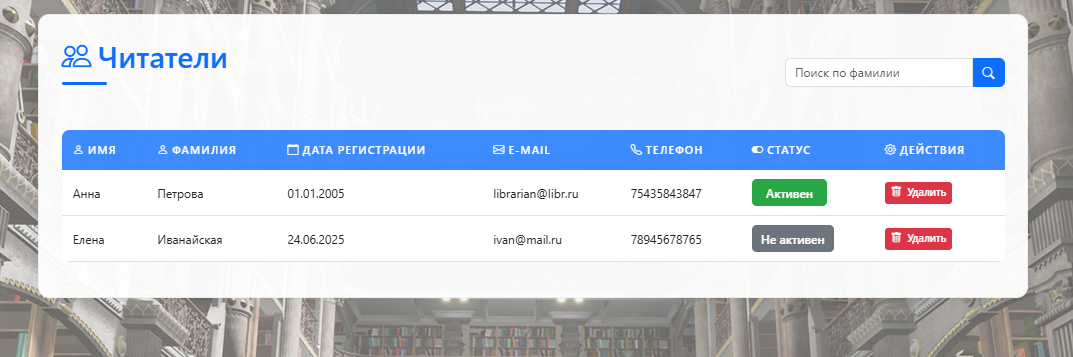 Читатели
Поиск по фамилии
ИМЯ ФАМИЛИЯ ДАТА РЕГИСТРАЦИИ E-MAIL ТЕЛЕФОН СТАТУС ДЕЙСТВИЯ
Анна Петрова 01.01.2005 librarian@libr.ru 75435843847 Активен Удалить
Елена Иванайская 24.06.2025 ivan@mail.ru 78945678765 Не активен Удалить